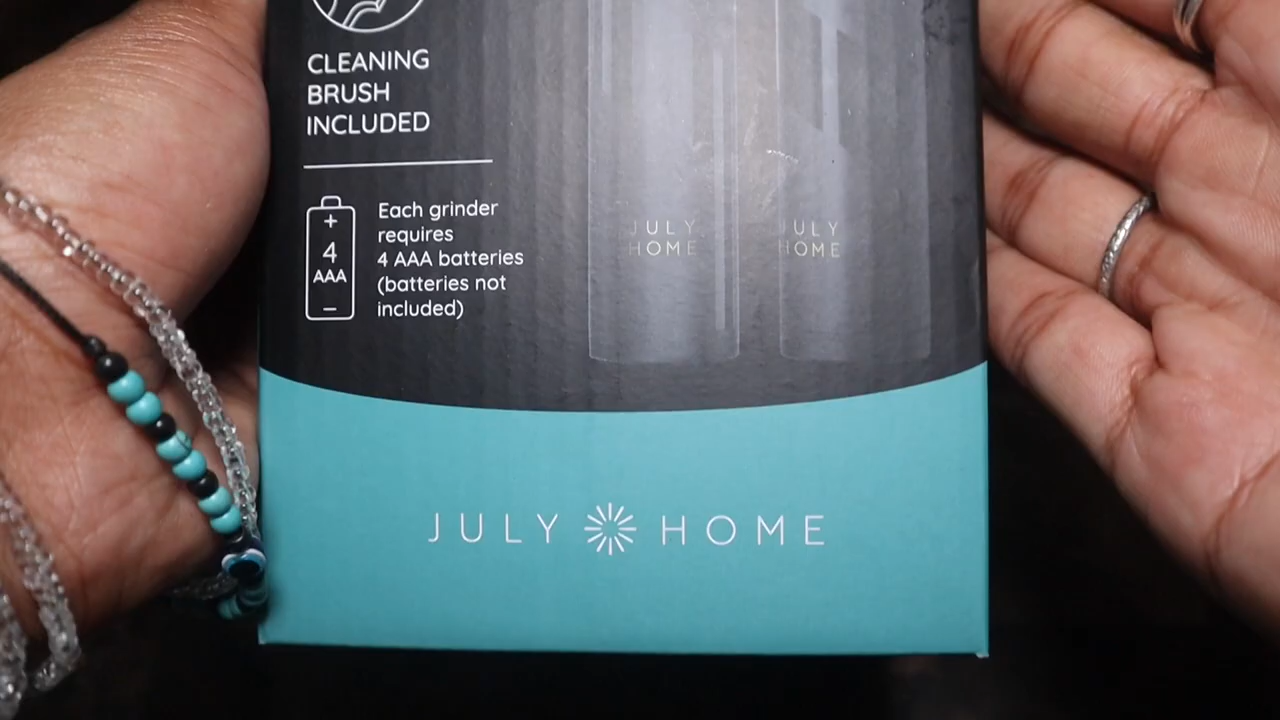 CLEANING
BRUSH
INCLUDED
+
4
AAA
–
Each grinder
requires
4 AAA batteries
(batteries not
included)
JULY
HOME
JULY
HOME
JULY HOME